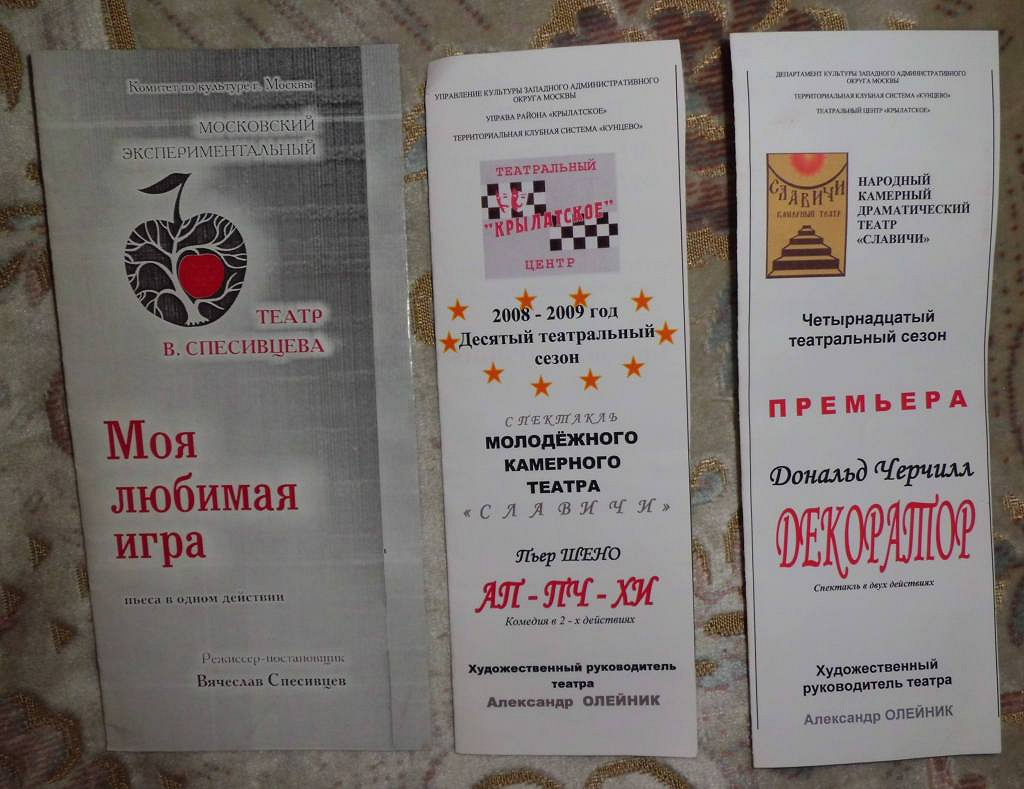 Комитет по культуре г. Москвы
МОСКОВСКИЙ
ЭКСПЕРИМЕНТАЛЬНЫЙ
ТЕАТР
В. СПЕСИВЦЕВА
Моя
любимая
игра
пьеса в одном действии
Режиссер-постановщик
Вячеслав Спесивцев
УПРАВЛЕНИЕ КУЛЬТУРЫ ЗАПАДНОГО АДМИНИСТРАТИВНОГО
ОКРУГА МОСКВЫ
УПРАВА РАЙОНА «КРЫЛАТСКОЕ»
ТЕРРИТОРИАЛЬНАЯ КЛУБНАЯ СИСТЕМА «КУНЦЕВО»
ТЕАТРАЛЬНЫЙ
"КРЫЛАТСКОЕ"
ЦЕНТР
2008 - 2009 год
Десятый театральный
сезон
СПЕКТАКЛЬ
МОЛОДЁЖНОГО
КАМЕРНОГО
ТЕАТРА
« С Л А В И Ч И »
Пьер ШЕНО
АП - ПЧ - ХИ
Комедия в 2 - х действиях
Художественный руководитель
театра
Александр ОЛЕЙНИК
ДЕПАРТАМЕНТ КУЛЬТУРЫ ЗАПАДНОГО АДМИНИСТРАТИВНОГО
ОКРУГА МОСКВЫ
ТЕРРИТОРИАЛЬНАЯ КЛУБНАЯ СИСТЕМА «КУНЦЕВО»
ТЕАТРАЛЬНЫЙ ЦЕНТР «КРЫЛАТСКОЕ»
СЛАВИЧИ
КАМЕРНЫЙ ТЕАТР
НАРОДНЫЙ
КАМЕРНЫЙ
ДРАМАТИЧЕСКИЙ
ТЕАТР
«СЛАВИЧИ»
Четырнадцатый
театральный сезон
П Р Е М Ь Е Р А
Дональд Черчилл
ДЕКОРАТОР
Спектакль в двух действиях
Художественный
руководитель театра
Александр ОЛЕЙНИК